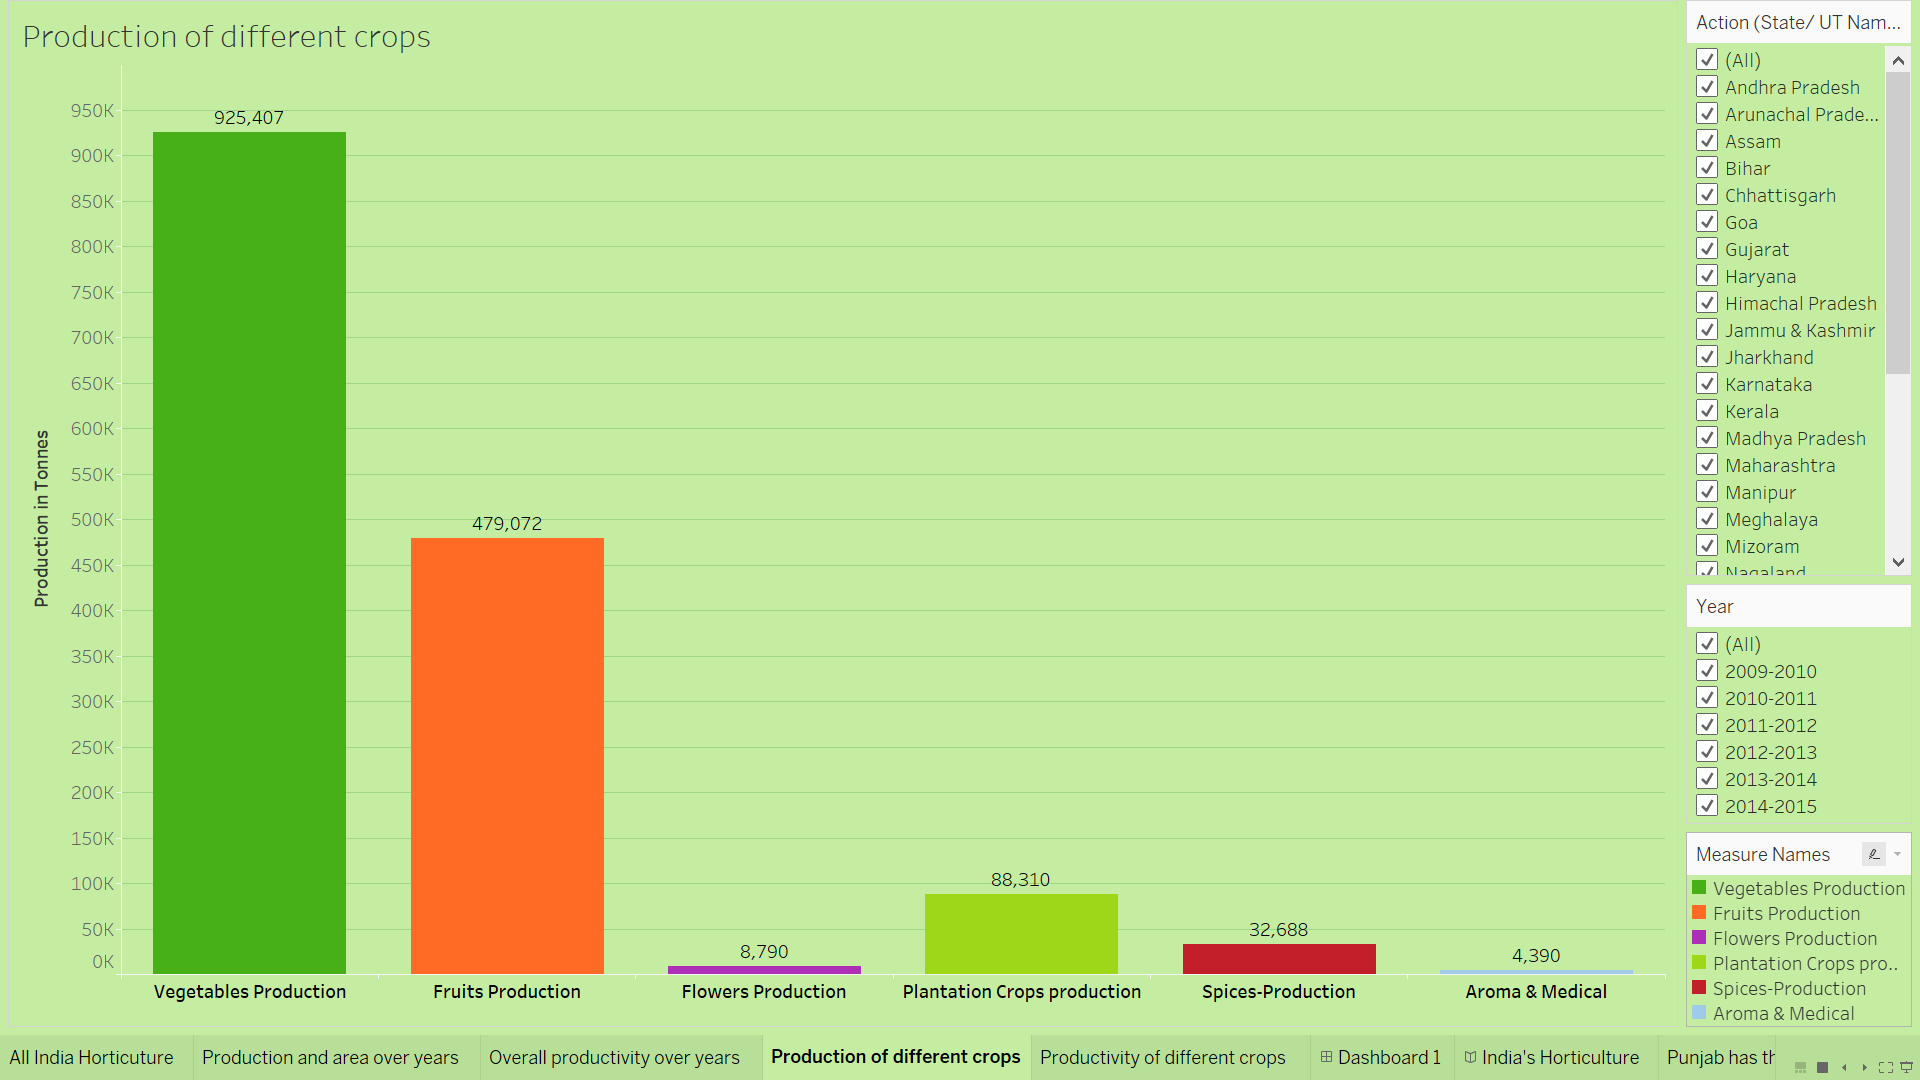 Production of different crops
Production in Tonnes
950K
900K
850K
800K
750K
700K
650K
600K
550K
500K
450K
400K
350K
300K
250K
200K
150K
100K
50K
0K
925,407
479,072
8,790
88,310
32,688
4,390
Vegetables Production
Fruits Production
Flowers Production
Plantation Crops production
Spices-Production
Aroma & Medical
Action (State/ UT Nam...
(All)
Andhra Pradesh
Arunachal Prade...
Assam
Bihar
Chhattisgarh
Goa
Gujarat
Haryana
Himachal Pradesh
Jammu & Kashmir
Jharkhand
Karnataka
Kerala
Madhya Pradesh
Maharashtra
Manipur
Meghalaya
Mizoram
Nagaland
Year
(All)
2009-2010
2010-2011
2011-2012
2012-2013
2013-2014
2014-2015
Measure Names
Vegetables Production
Fruits Production
Flowers Production
Plantation Crops pro..
Spices-Production
Aroma & Medical
All India Horticuture
Production and area over years
Overall productivity over years
Production of different crops
Productivity of different crops
Dashboard 1
India's Horticulture
Punjab has th